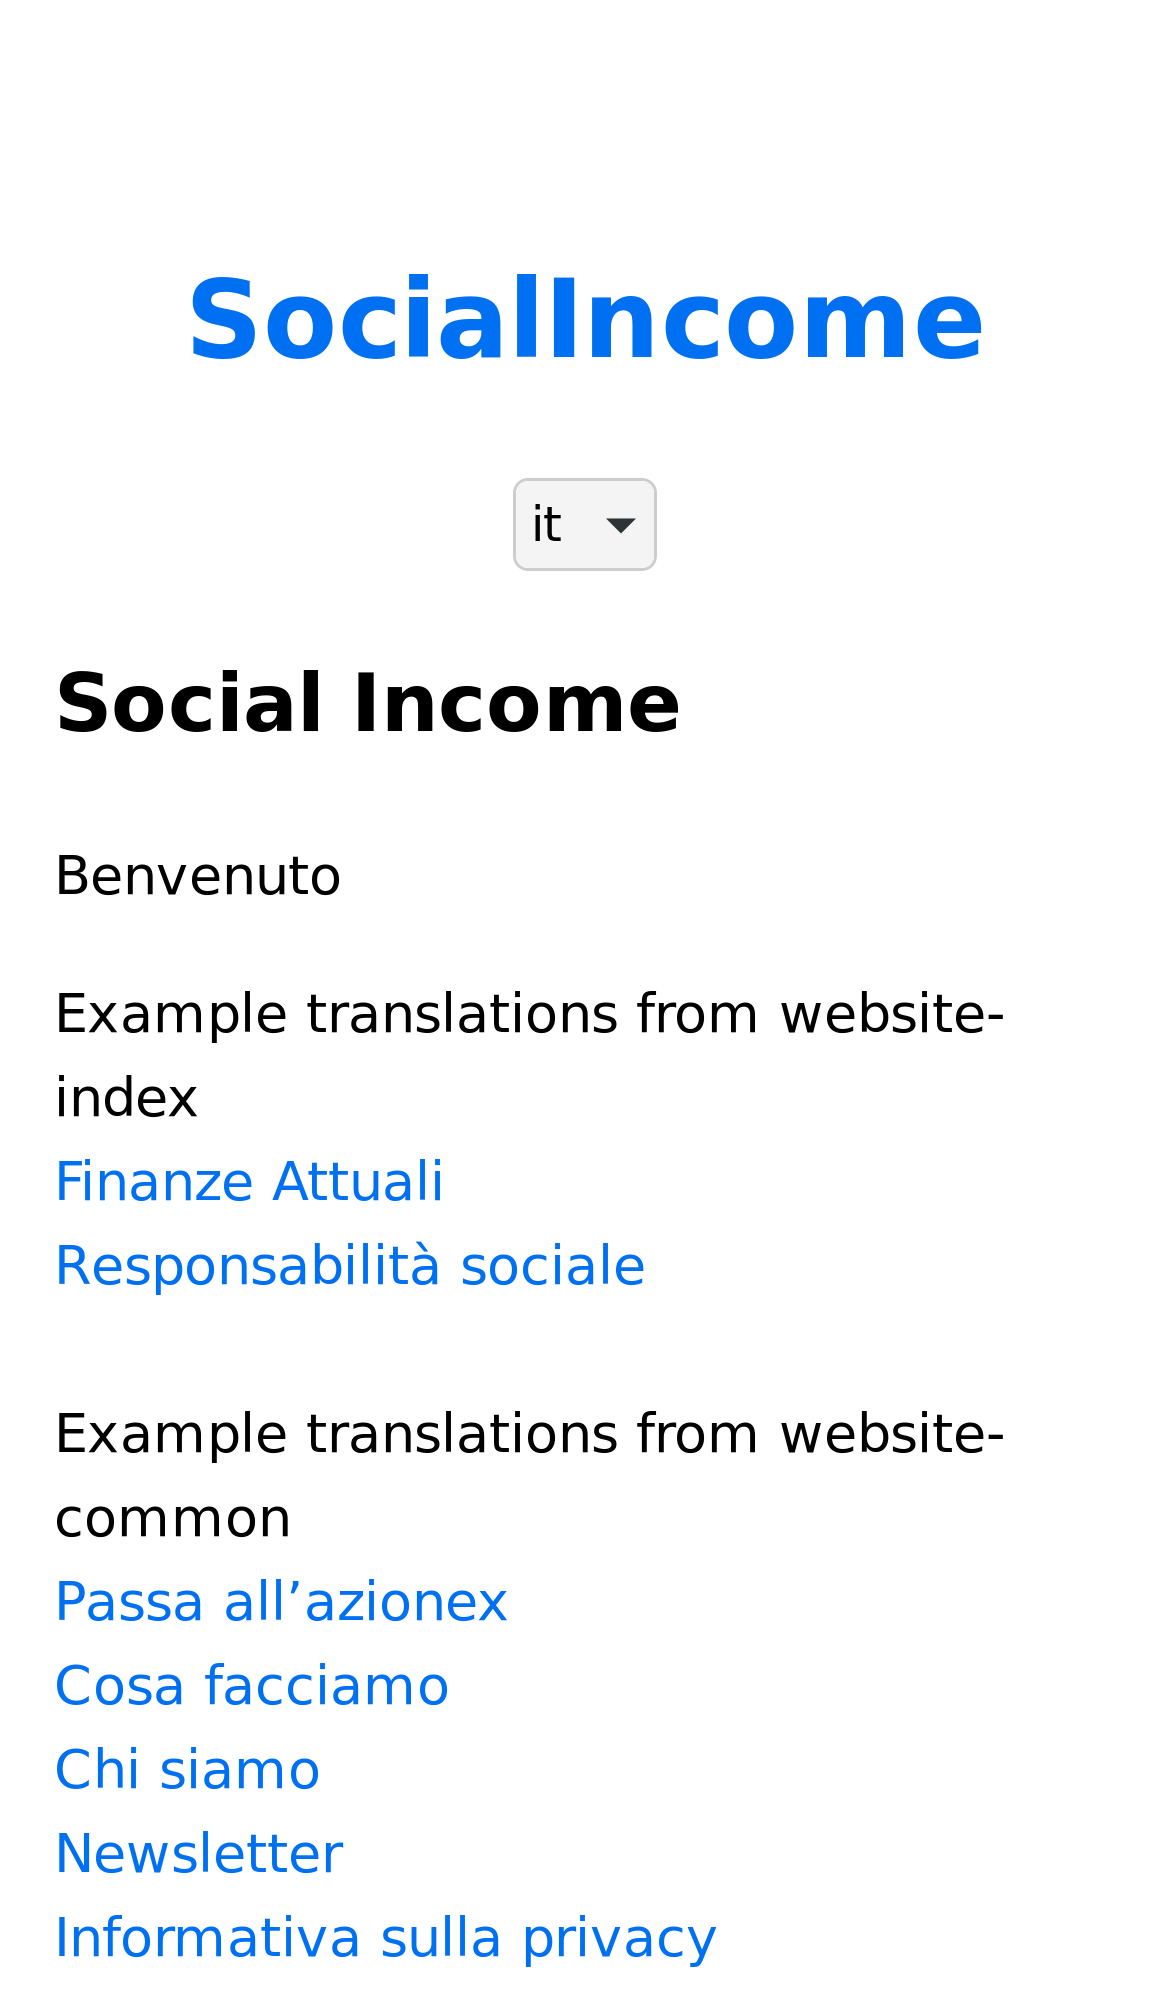 SocialIncome
it
Social Income
Benvenuto
Example translations from website-
index
Finanze Attuali
Responsabilità sociale
Example translations from website-
common
Passa all’azionex
Cosa facciamo
Chi siamo
Newsletter
Informativa sulla privacy